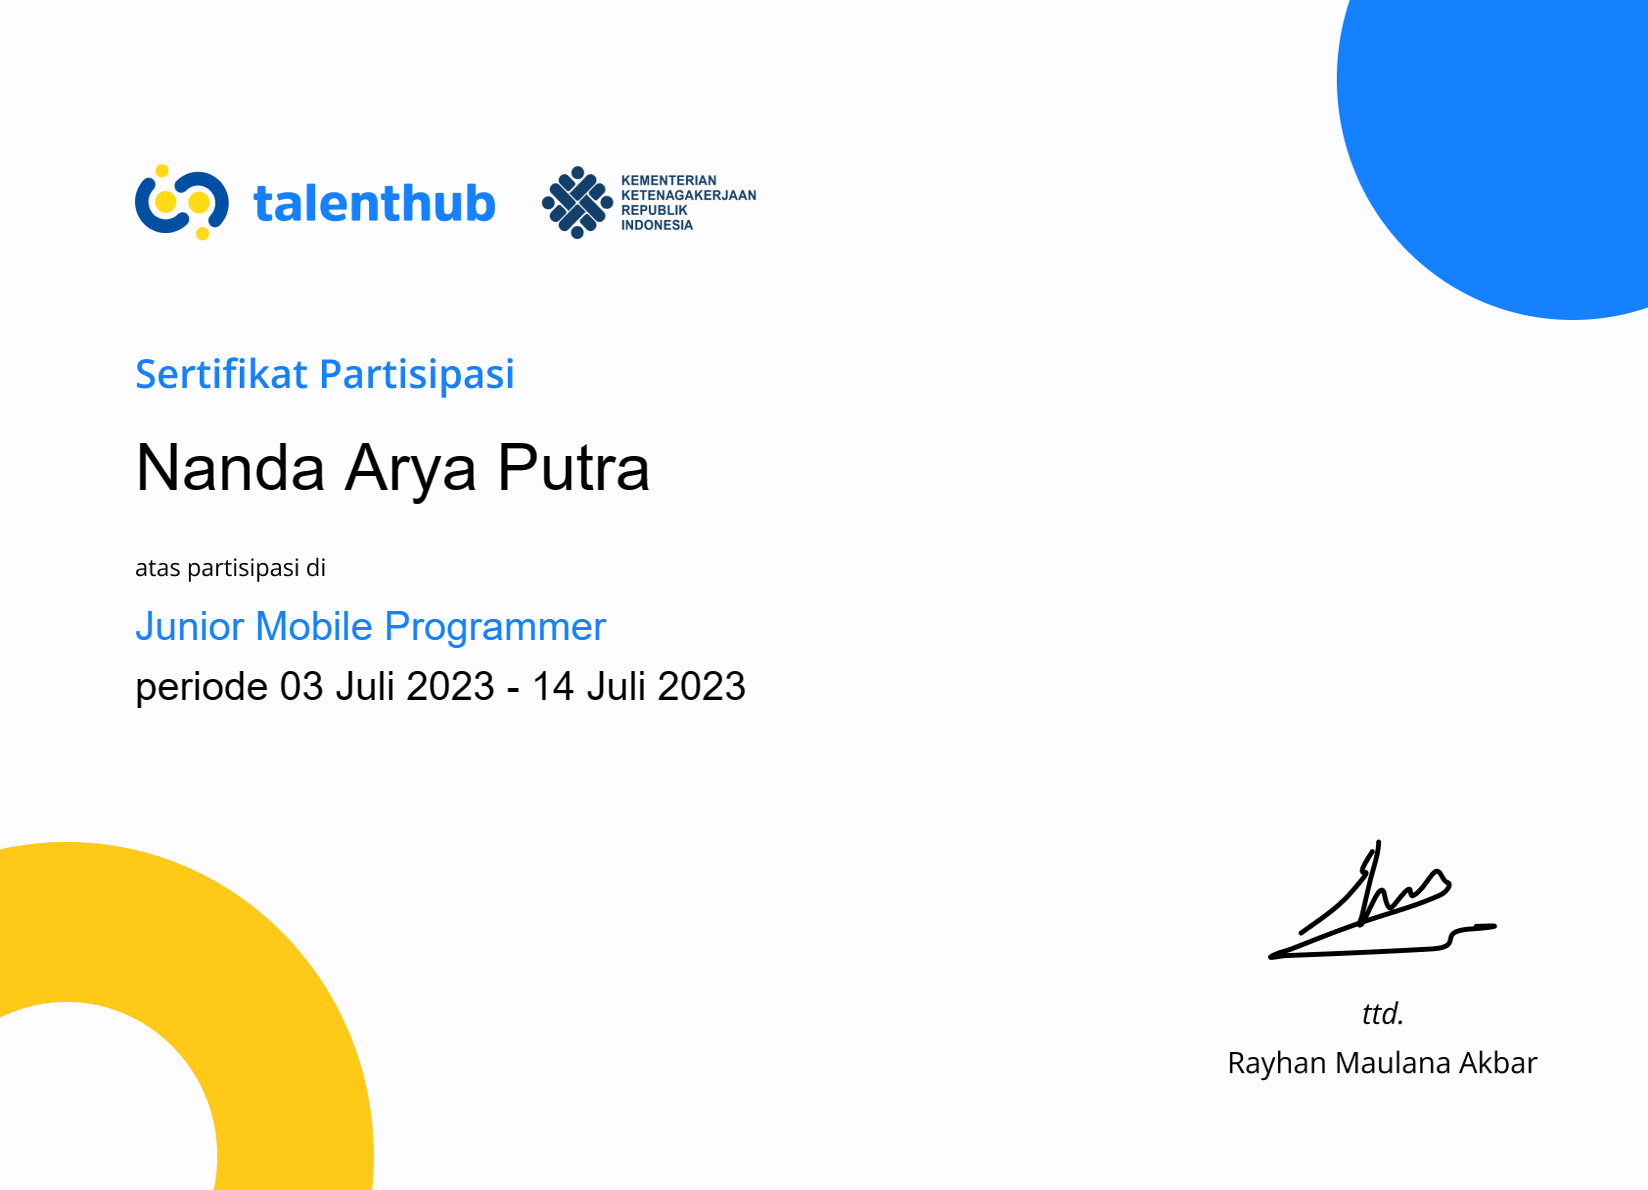 talenthub
KEMENTERIAN
KETENAGAKERJAAN
REPUBLIK
INDONESIA
Sertifikat Partisipasi
Nanda Arya Putra
atas partisipasi di
Junior Mobile Programmer
periode 03 Juli 2023 - 14 Juli 2023
ttd.
Rayhan Maulana Akbar